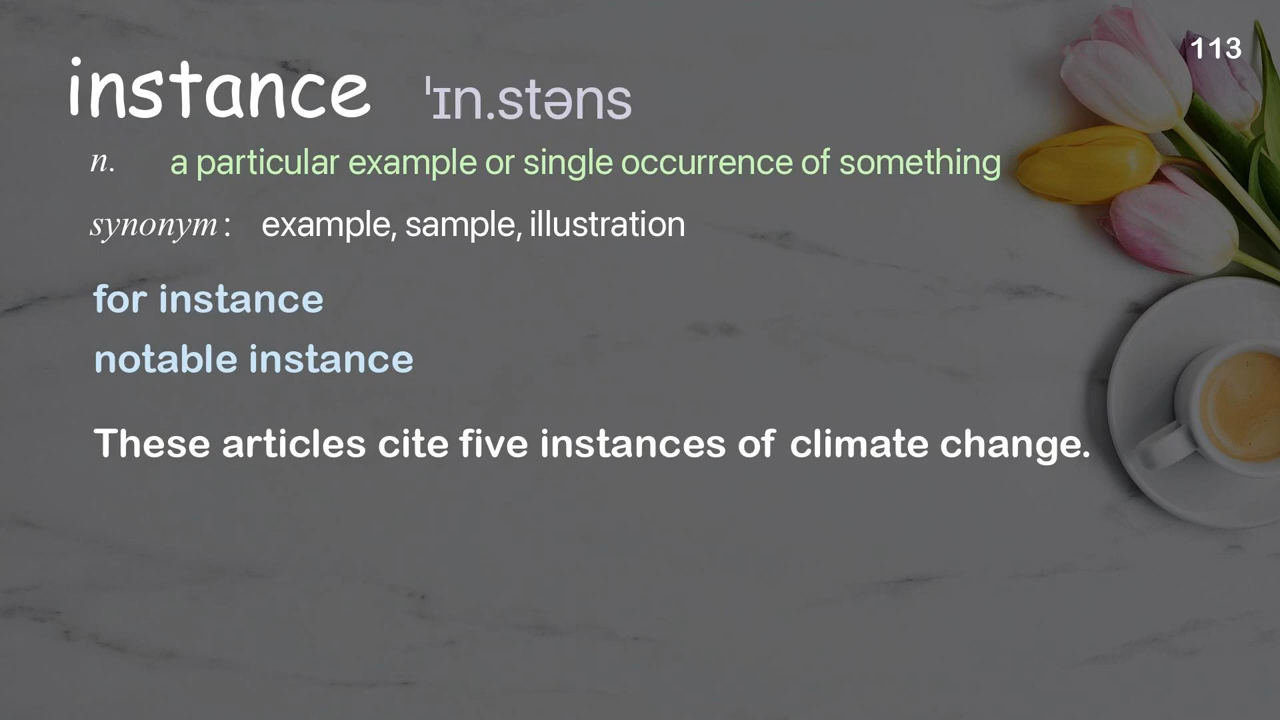 113
instance ˈɪn.stəns
n. a particular example or single occurrence of something
synonym: example, sample, illustration
for instance
notable instance
These articles cite five instances of climate change.